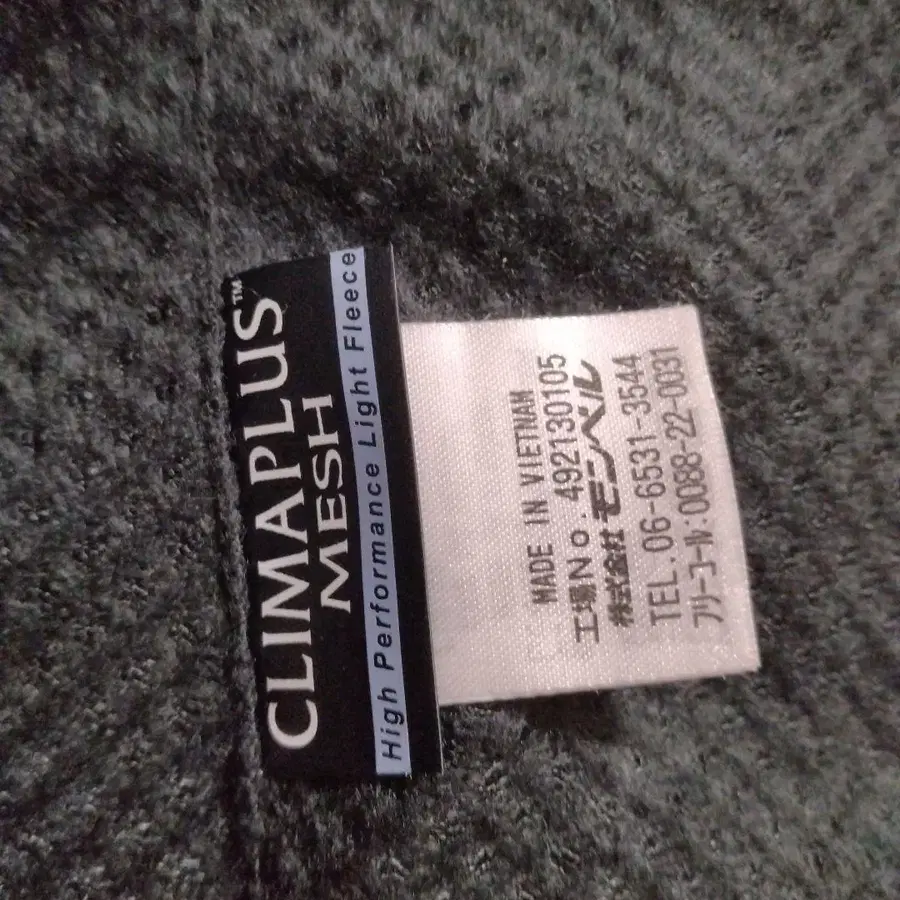 CLIMAPLUS™
MESH
High Performance Light Fleece
MADE IN VIETNAM
工場No.492130105
株式会社モンベル
TEL.06-6531-3544
フリーコール:0088-22-0031